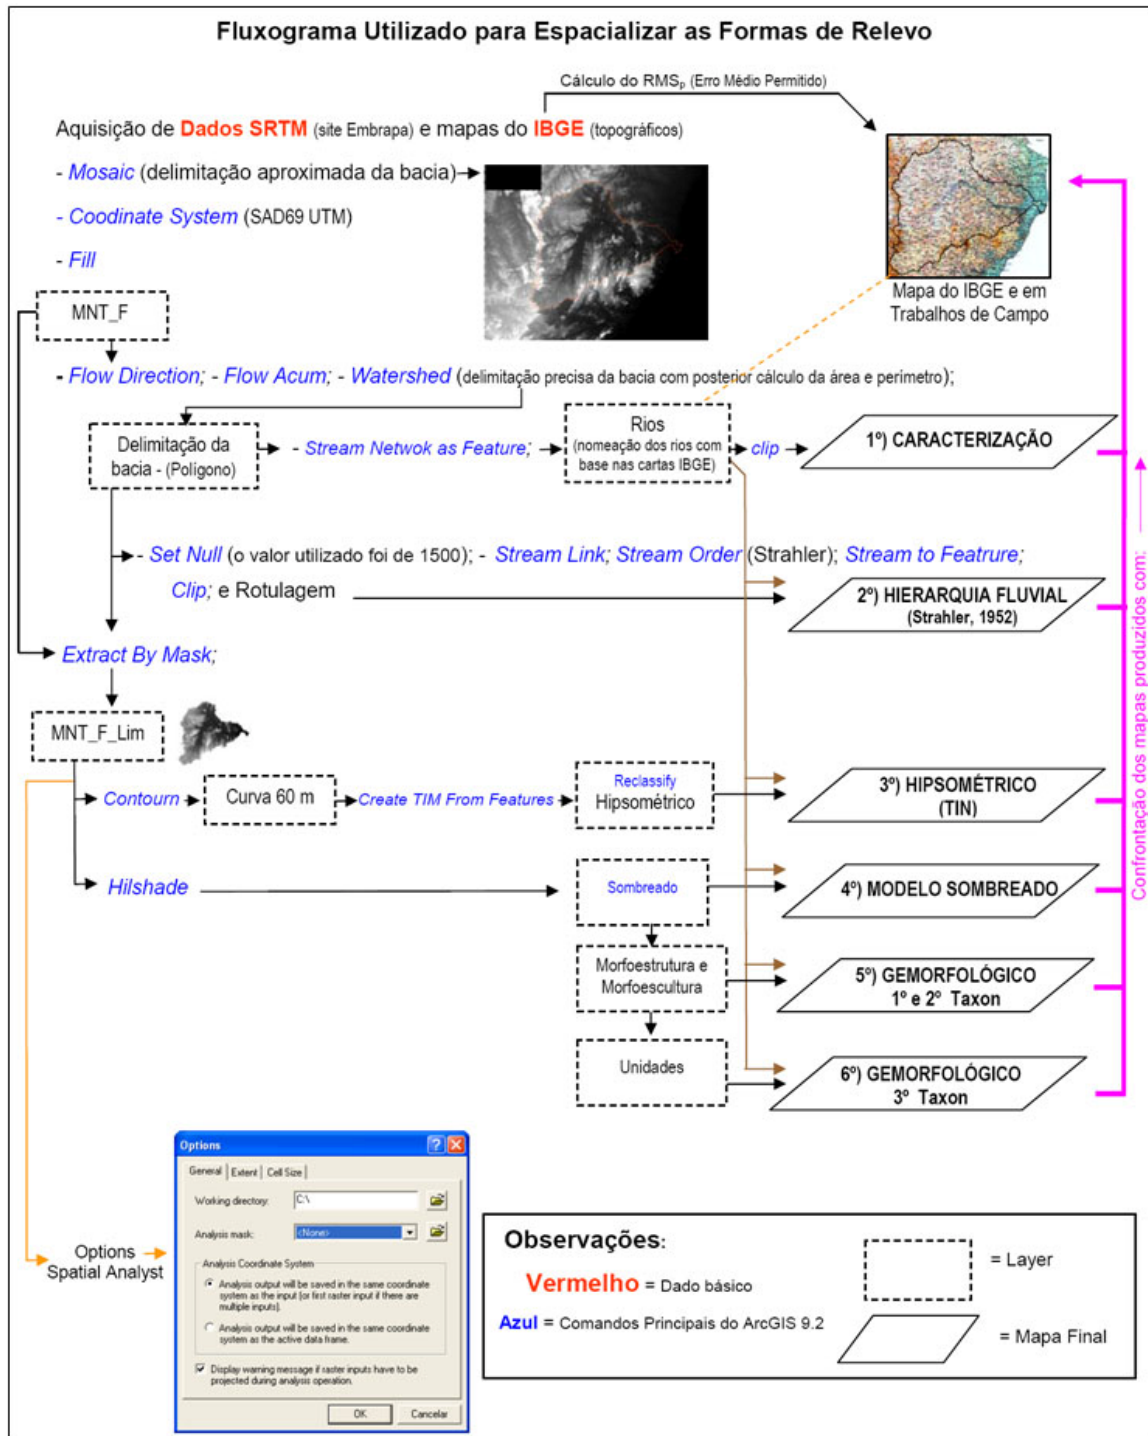 Fluxograma Utilizado para Espacializar as Formas de Relevo
Cálculo do RMSp (Erro Médio Permitido)
Aquisição de Dados SRTM (site Embrapa) e mapas do IBGE (topográficos)
- Mosaic (delimitação aproximada da bacia)
- Coodinate System (SAD69 UTM)
- Fill
Mapa do IBGE e em
Trabalhos de Campo
MNT_F
- Flow Direction; - Flow Acum; - Watershed (delimitação precisa da bacia com posterior cálculo da área e perímetro);
Delimitação da
bacia - (Polígono)
- Stream Netwok as Feature;
Rios
(nomeação dos rios com
base nas cartas IBGE)
clip
1º) CARACTERIZAÇÃO
- Set Null (o valor utilizado foi de 1500); - Stream Link; Stream Order (Strahler); Stream to Featrure;
Clip; e Rotulagem
2º) HIERARQUIA FLUVIAL
(Strahler, 1952)
Extract By Mask;
MNT_F_Lim
Contourn
Curva 60 m
Create TIM From Features
Reclassify
Hipsométrico
3º) HIPSOMÉTRICO
(TIN)
Hilshade
Sombreado
4º) MODELO SOMBREADO
Morfoestrutura e
Morfoescultura
5º) GEMORFOLÓGICO
1º e 2º Taxon
Unidades
6º) GEMORFOLÓGICO
3º Taxon
Confrontação dos mapas produzidos com:
Options
Spatial Analyst
Options
General
Extent
Cell Size
Working directory:
C:\
Analysis mask:
<None>
Analysis Coordinate System
Analysis output will be saved in the same coordinate
system as the input (or first raster input if there are
multiple inputs).
Analysis output will be saved in the same coordinate
system as the active data frame.
Display warning message if raster inputs have to be
projected during analysis operation.
OK
Cancelar
Observações:
Vermelho = Dado básico
Azul = Comandos Principais do ArcGIS 9.2
= Layer
= Mapa Final